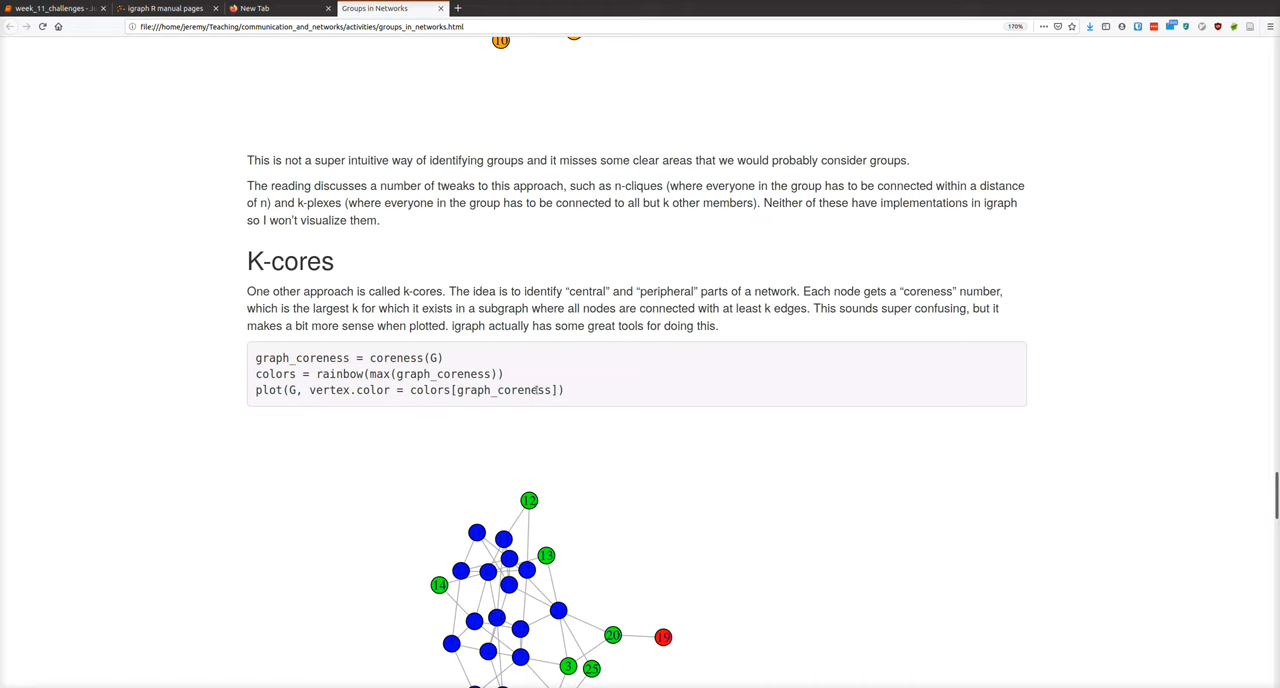 week_11_challenges - Ju
igraph R manual pages
New Tab
Groups in Networks
file:///home/jeremy/Teaching/communication_and_networks/activities/groups_in_networks.html
170%
10
This is not a super intuitive way of identifying groups and it misses some clear areas that we would probably consider groups.
The reading discusses a number of tweaks to this approach, such as n-cliques (where everyone in the group has to be connected within a distance
of n) and k-plexes (where everyone in the group has to be connected to all but k other members). Neither of these have implementations in igraph
so I won't visualize them.
K-cores
One other approach is called k-cores. The idea is to identify “central” and “peripheral” parts of a network. Each node gets a “coreness” number,
which is the largest k for which it exists in a subgraph where all nodes are connected with at least k edges. This sounds super confusing, but it
makes a bit more sense when plotted. igraph actually has some great tools for doing this.
graph_coreness = coreness(G)
colors = rainbow(max(graph_coreness))
plot(G, vertex.color = colors[graph_coreness])
12
13
14
20
19
3
25